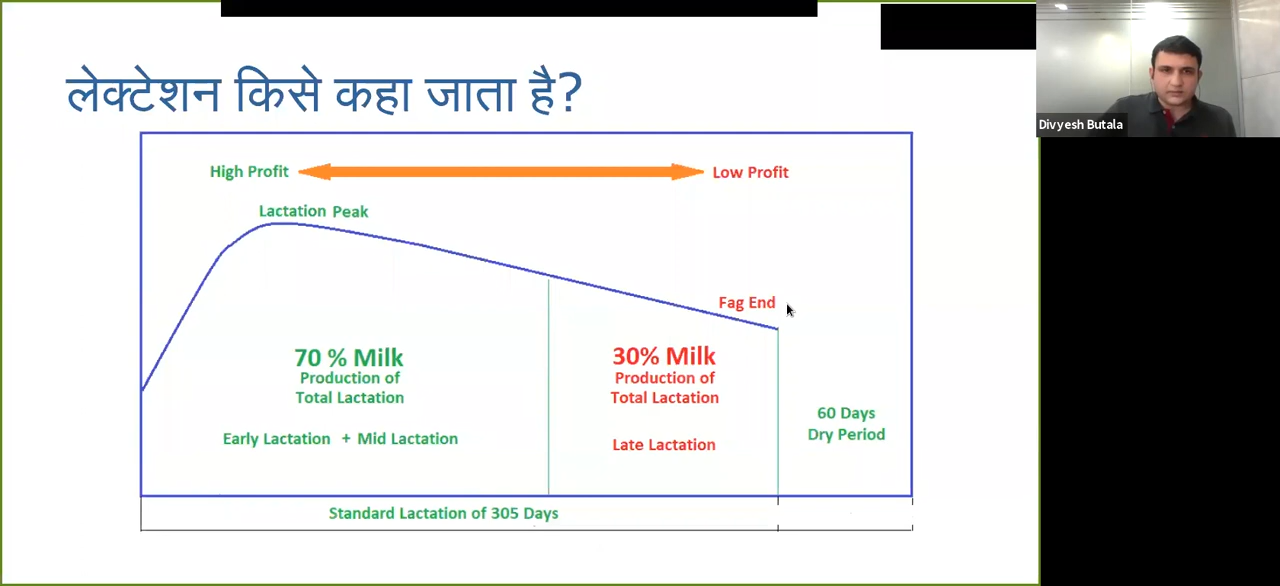 लेक्टेशन किसे कहा जाता है?
High Profit
Low Profit
Lactation Peak
Fag End
70 % Milk
Production of
Total Lactation
Early Lactation + Mid Lactation
30% Milk
Production of
Total Lactation
Late Lactation
60 Days
Dry Period
Standard Lactation of 305 Days
Divyesh Butala